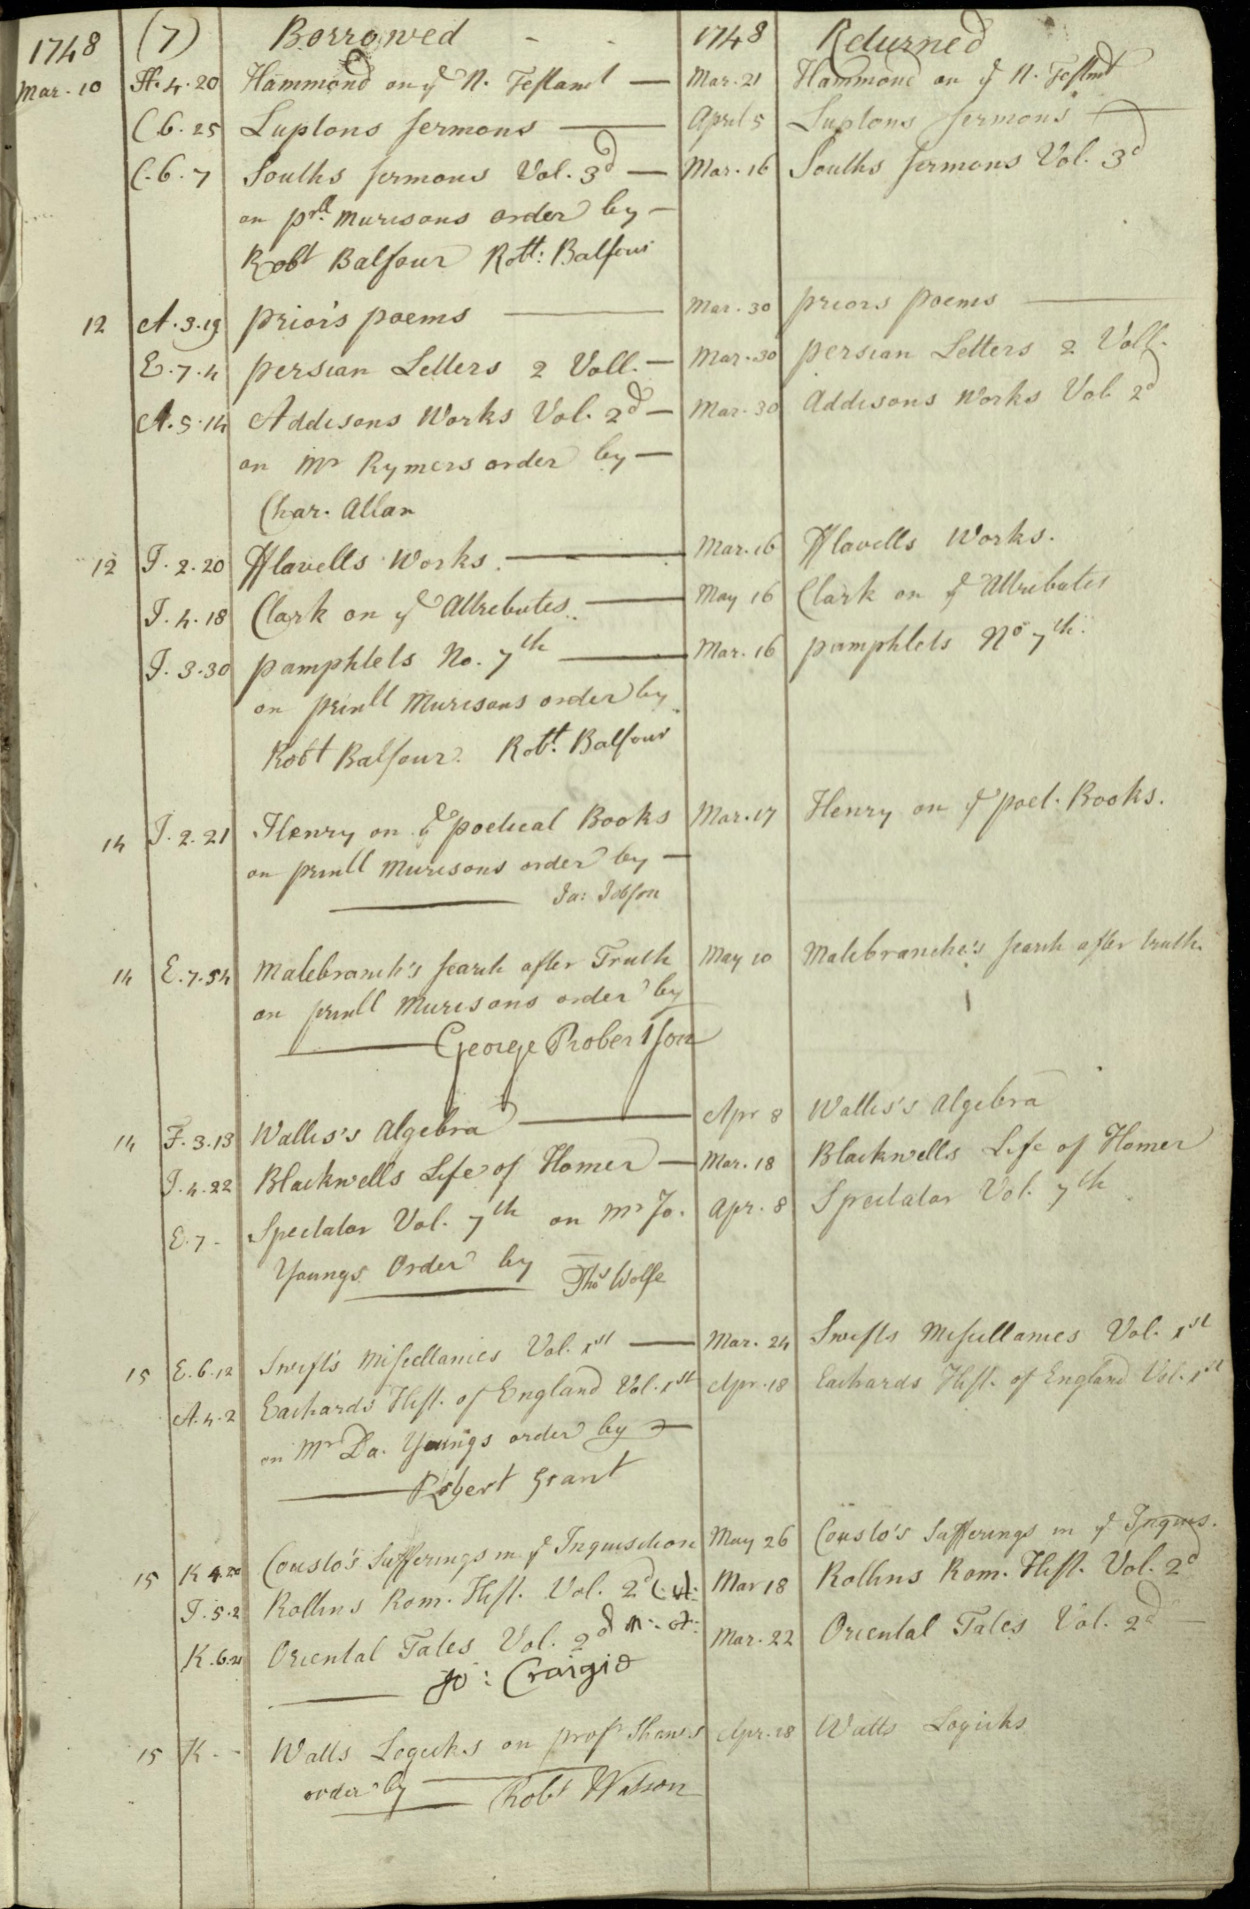 1748 (7) Borrowed - - 1748 Returned
Mar. 10 H. 4. 20 Hammond on ye N. Testamt — Mar. 21 Hammond on ye N. Testmt
C. 6. 25 Luptons sermons — April 5 Luptons sermons —
C. 6. 7 Souths sermons Vol. 3d — Mar. 16 Souths sermons Vol. 3d
on prll Murisons order by —
Robt Balfour Rott: Balfour
12 A. 3. 19 prior's poems — Mar. 30 priors poems —
E. 7. 4 persian Letters 2 Voll. — Mar. 30 persian Letters 2 Voll.
A. 5. 14 Addisons Works Vol. 2d — Mar. 30 Addisons Works Vol 2d
on Mr Rymers order by —
Char. Allan
12 I. 2. 20 fflavells Works. — Mar. 16 fflavells Works.
I. 4. 18 Clark on ye Attributes — May 16 Clark on ye Attributes
I. 3. 30 pamphlets No. 7th — Mar. 16 pamphlets No 7th.
on prinll Murisons order by
Robt Balfour. Robt. Balfour
14 I. 2. 21 Henry on ye poetical Books Mar. 17 Henry on ye poet. Books.
on prinll Murisons order by —
— Ja: Jobson
14 E. 7. 54 Malebranch's search after Truth May 10 Malebranche's search after truth.
on prinll Murisons order by
— George Robertson
14 F. 3. 13 Wallis's Algebra — Apr 8 Wallis's Algebra
I. 4. 22 Blackwells Life of Homer — Mar. 18 Blackwells Life of Homer
E. 7 - Spectator Vol. 7th on Mr Jo. Apr. 8 Spectator Vol. 7th
Youngs Order by Thos Wolfe
15 E. 6. 12 Swift's Miscellanies Vol. 1st — Mar. 24 Swifts Miscellanies Vol. 1st
A. 4. 2 Eachards Hist. of England Vol. 1st Apr. 18 Eachards Hist. of England Vol. 1st
on Mr Da. Youngs order by —
— Robert Grant
15 K 4. 20 Cousto's Sufferings in ye Inquisition May 26 Cousto's Sufferings in ye Inquis.
I. 5. 2 Rollins Rom. Hist. Vol. 2d Mar 18 Rollins Rom. Hist. Vol. 2d
K. 6. 21 Oriental Tales Vol. 2d Mar. 22 Oriental Tales Vol. 2d —
— Jo: Craigie
15 K - - Watts Logicks on profr Shaws Apr. 18 Watts Logicks
order by — Robt Watson